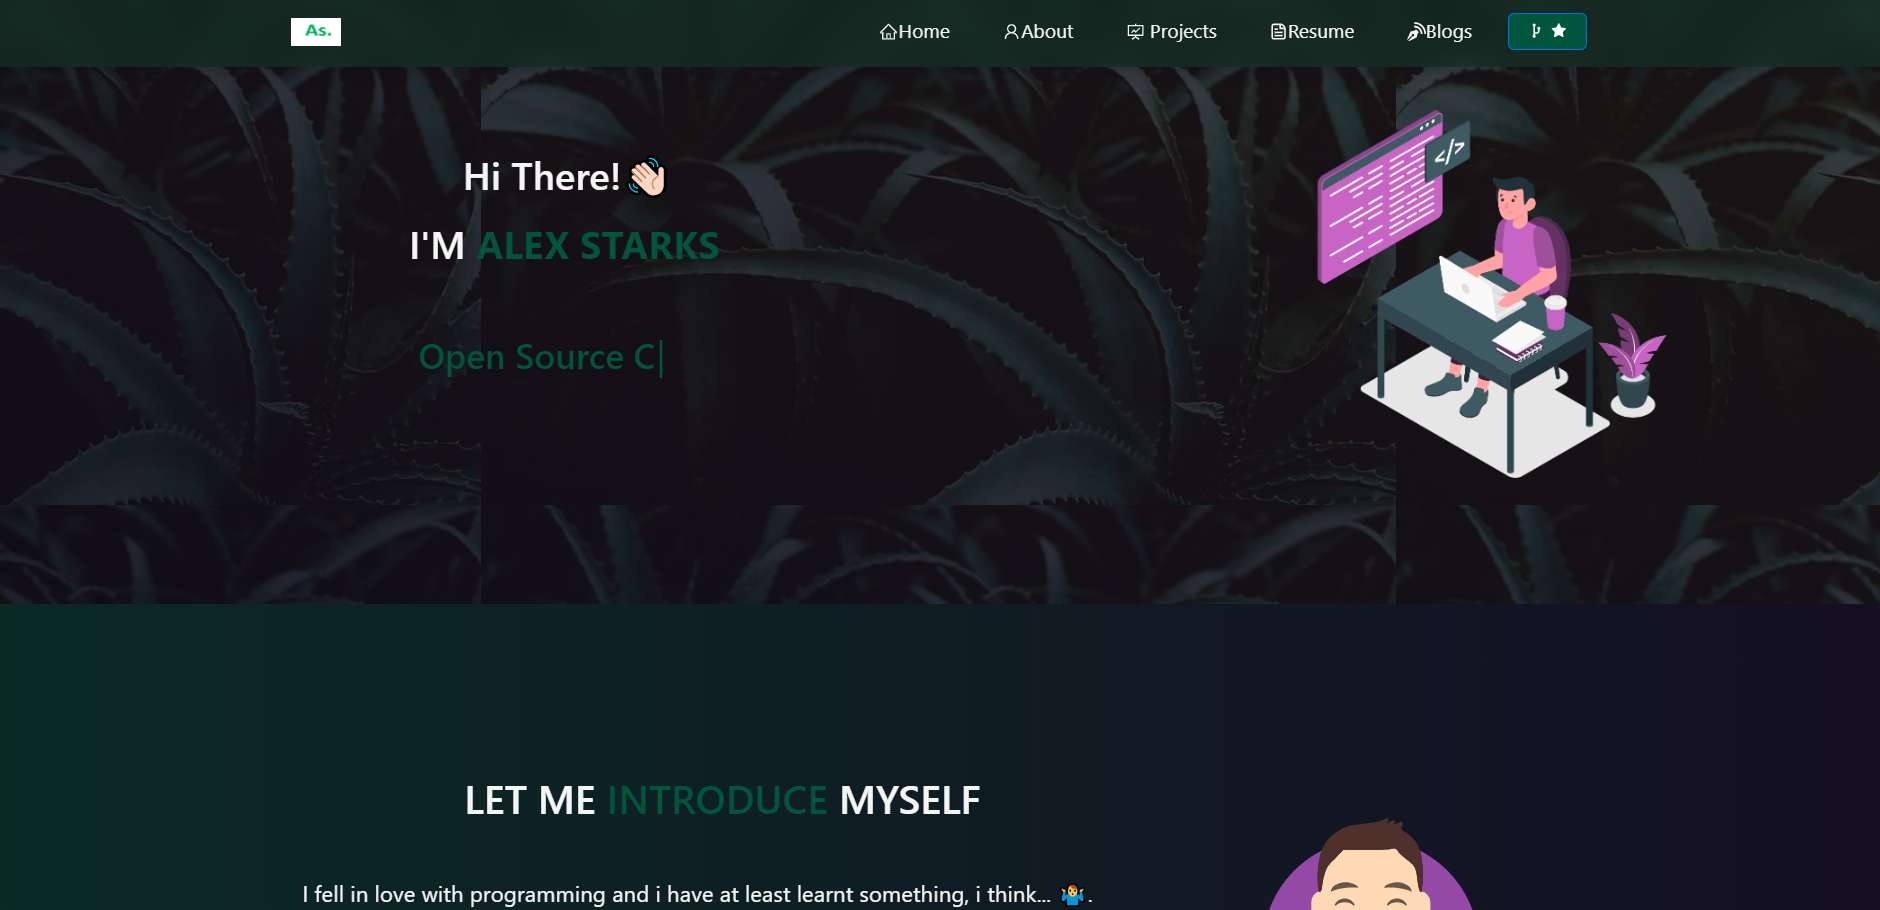 As.
Home About Projects Resume Blogs
Hi There! 👋🏻
I'M ALEX STARKS
Open Source C|
</>
LET ME INTRODUCE MYSELF
I fell in love with programming and i have at least learnt something, i think... 🤷‍♂️.